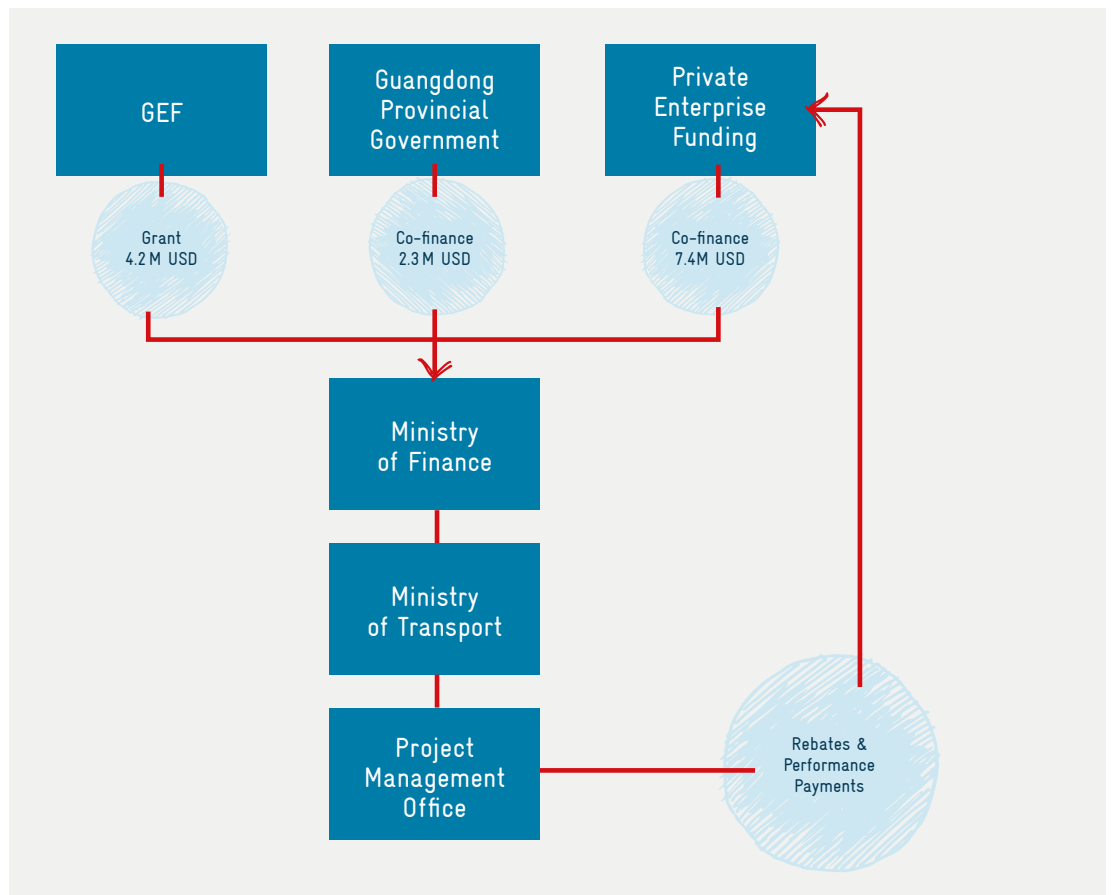 GEF
Guangdong
Provincial
Government
Private
Enterprise
Funding
Grant
4.2 M USD
Co-finance
2.3 M USD
Co-finance
7.4M USD
Ministry
of Finance
Ministry
of Transport
Project
Management
Office
Rebates &
Performance
Payments